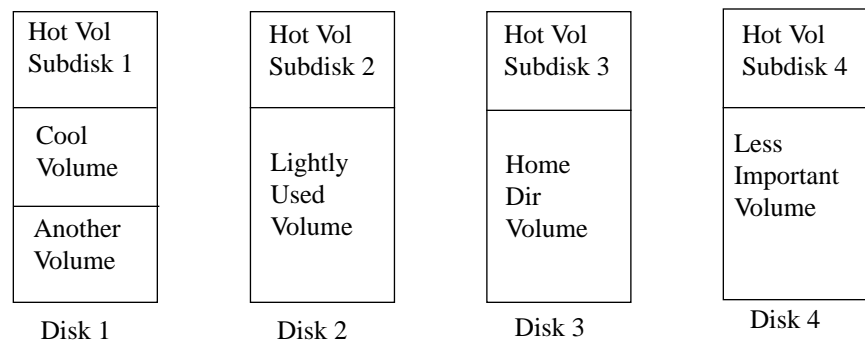 Hot Vol
Subdisk 1
Cool
Volume
Another
Volume
Disk 1
Hot Vol
Subdisk 2
Lightly
Used
Volume
Disk 2
Hot Vol
Subdisk 3
Home
Dir
Volume
Disk 3
Hot Vol
Subdisk 4
Less
Important
Volume
Disk 4